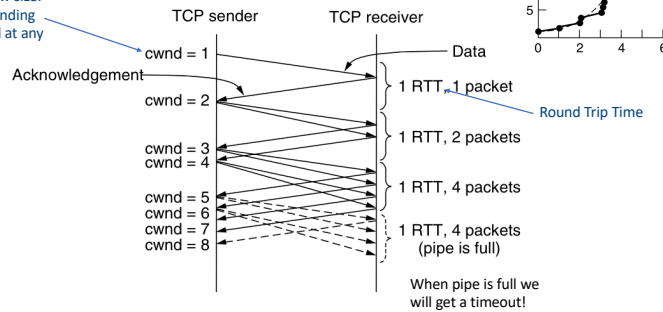 nding
d at any
TCP sender
TCP receiver
cwnd = 1
Data
Acknowledgement
1 RTT, 1 packet
cwnd = 2
Round Trip Time
1 RTT, 2 packets
cwnd = 3
cwnd = 4
1 RTT, 4 packets
cwnd = 5
cwnd = 6
cwnd = 7
cwnd = 8
1 RTT, 4 packets
(pipe is full)
When pipe is full we
will get a timeout!
5
0 2 4 6